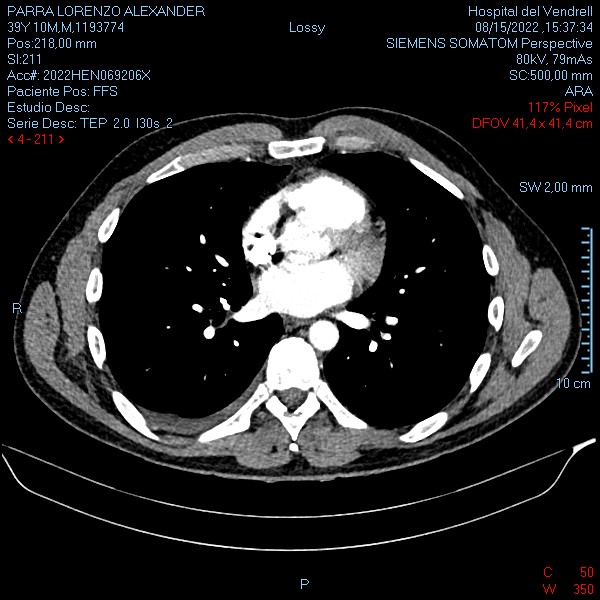 PARRA LORENZO ALEXANDER
39Y 10M,M,1193774
Pos:218,00 mm
SI:211
Acc#: 2022HEN069206X
Paciente Pos: FFS
Estudio Desc:
Serie Desc: TEP 2.0 I30s 2
< 4-211 >
Lossy
Hospital del Vendrell
08/15/2022 ,15:37:34
SIEMENS SOMATOM Perspective
80kV, 79mAs
SC:500,00 mm
ARA
117% Pixel
DFOV 41,4 x 41,4 cm
SW 2,00 mm
R
10 cm
P
C 50
W 350